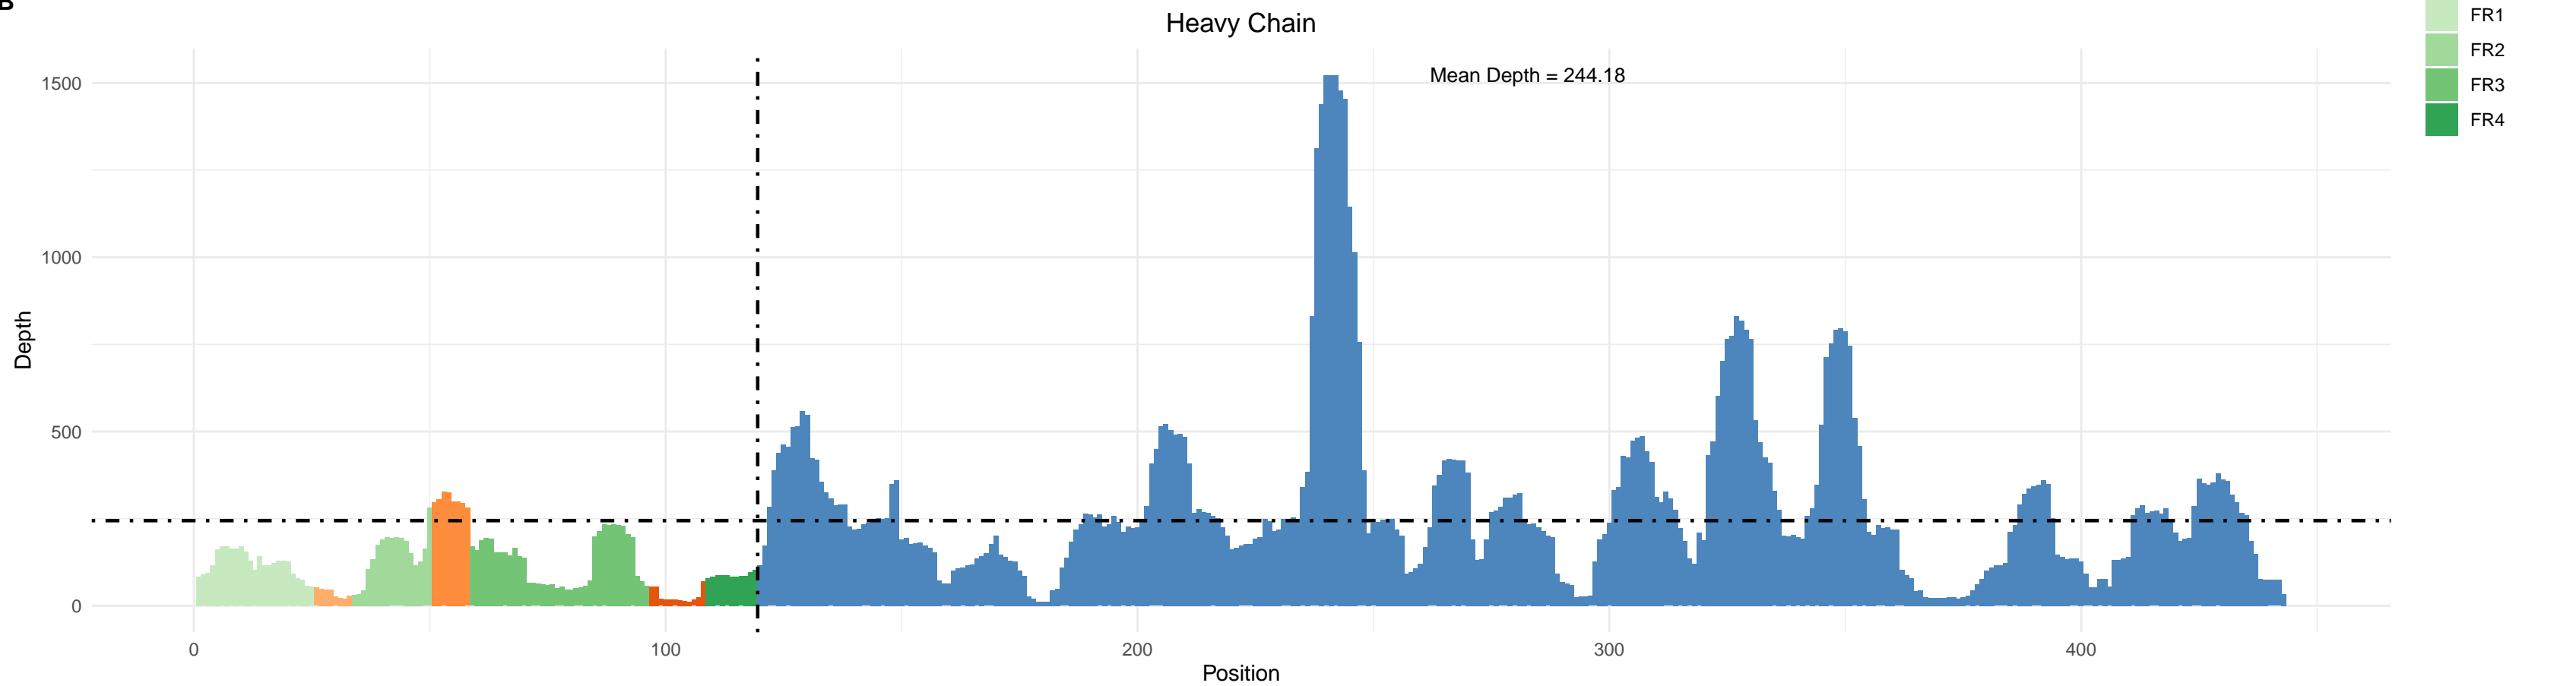 B
Heavy Chain
Mean Depth = 244.18
1500
1000
500
0
Depth
0 100 200 300 400
Position
FR1
FR2
FR3
FR4